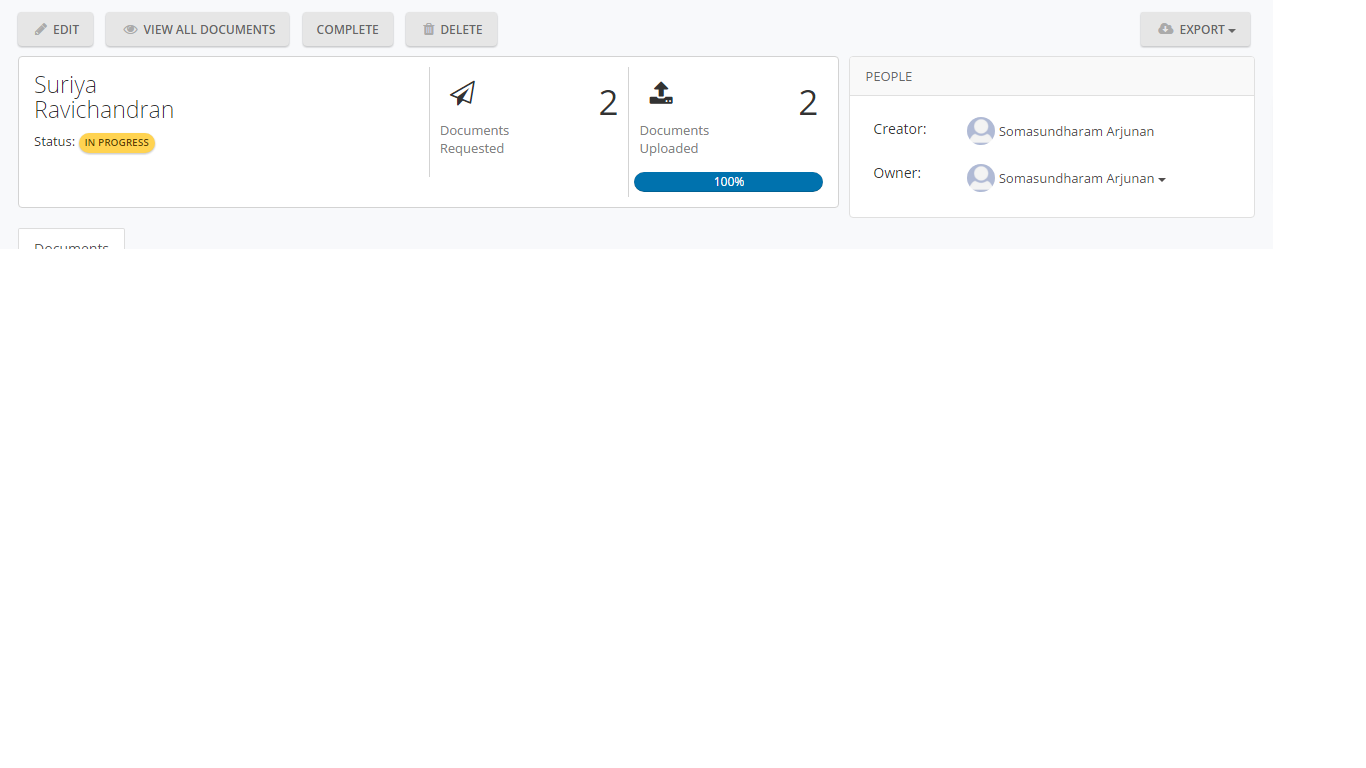 EDIT
VIEW ALL DOCUMENTS
COMPLETE
DELETE
EXPORT
Suriya
Ravichandran
Status: IN PROGRESS
2
Documents
Requested
2
Documents
Uploaded
100%
PEOPLE
Creator: Somasundharam Arjunan
Owner: Somasundharam Arjunan
Documents